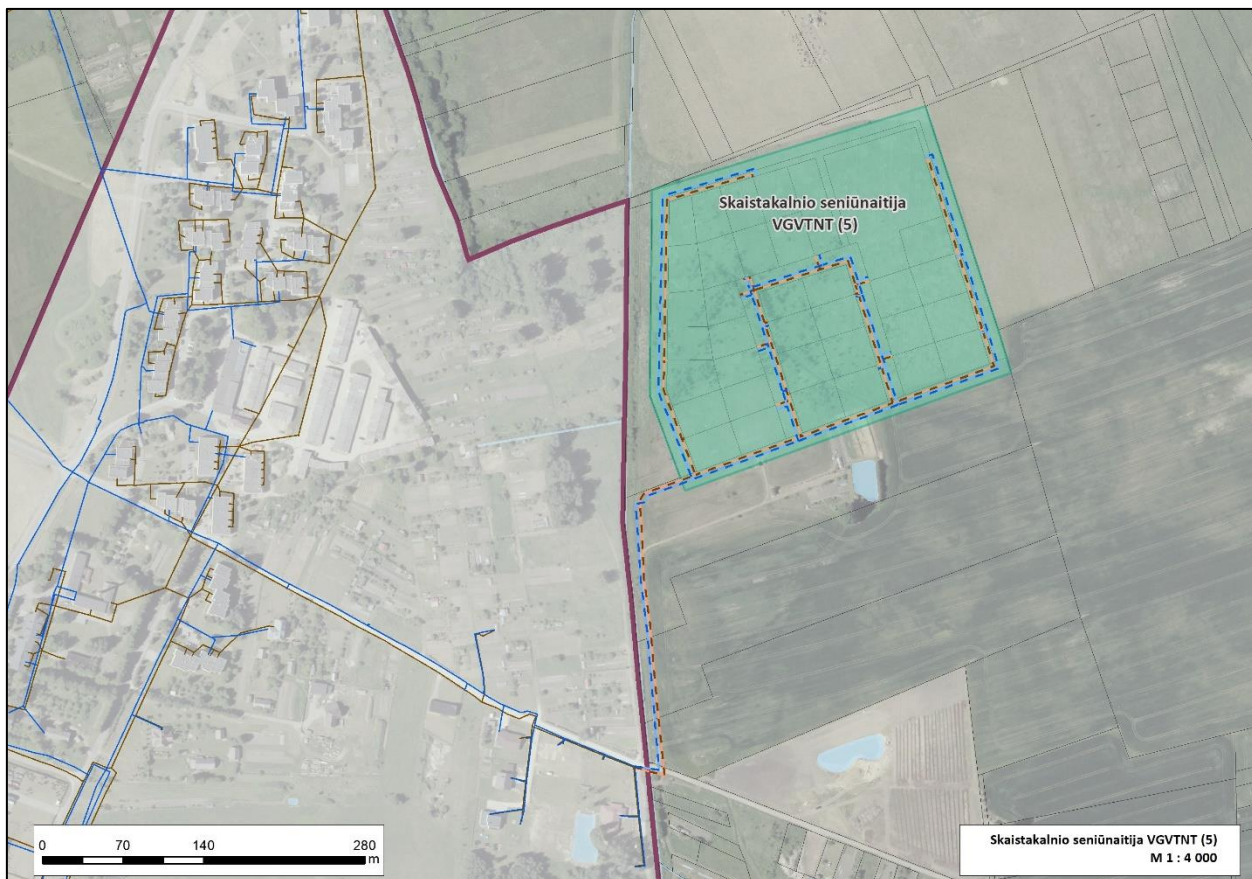 Skaistakalnio seniūnaitija
VGVTNT (5)
0 70 140 280
m
Skaistakalnio seniūnaitija VGVTNT (5)
M 1 : 4 000